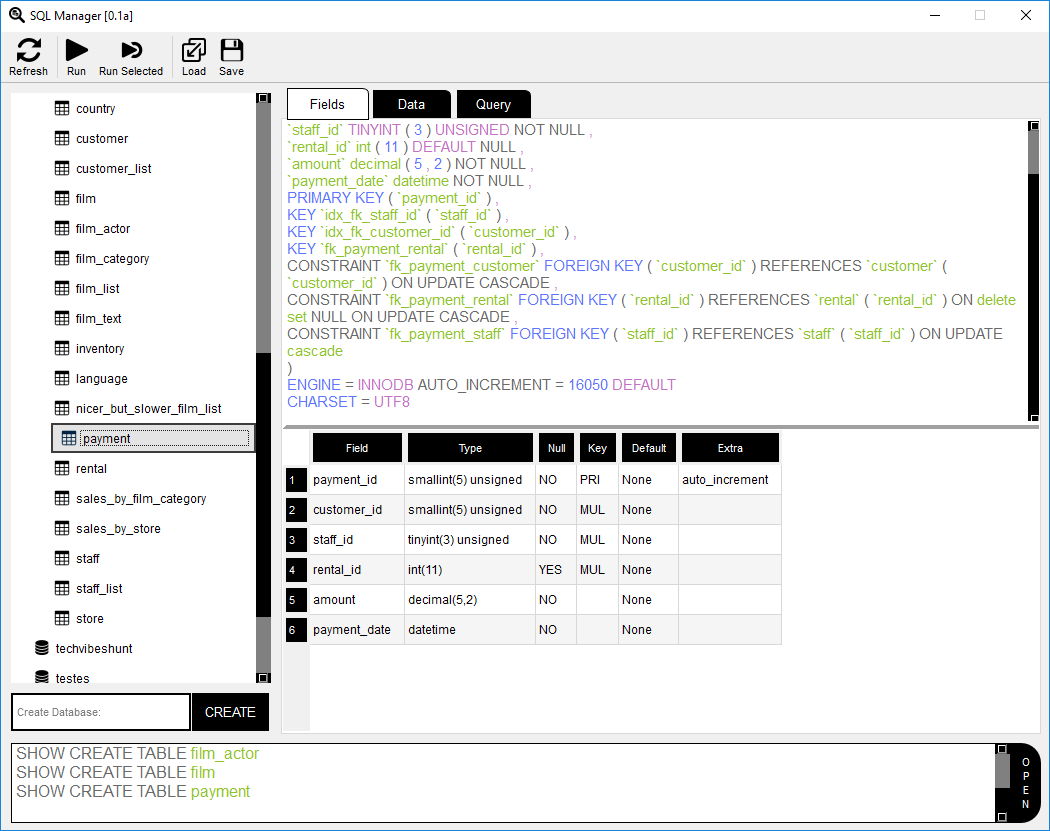 SQL Manager [0.1a]
Refresh Run Run Selected Load Save
country
customer
customer_list
film
film_actor
film_category
film_list
film_text
inventory
language
nicer_but_slower_film_list
payment
rental
sales_by_film_category
sales_by_store
staff
staff_list
store
techvibeshunt
testes
Create Database: CREATE
Fields Data Query
`staff_id` TINYINT ( 3 ) UNSIGNED NOT NULL ,
`rental_id` int ( 11 ) DEFAULT NULL ,
`amount` decimal ( 5 , 2 ) NOT NULL ,
`payment_date` datetime NOT NULL ,
PRIMARY KEY ( `payment_id` ) ,
KEY `idx_fk_staff_id` ( `staff_id` ) ,
KEY `idx_fk_customer_id` ( `customer_id` ) ,
KEY `fk_payment_rental` ( `rental_id` ) ,
CONSTRAINT `fk_payment_customer` FOREIGN KEY ( `customer_id` ) REFERENCES `customer` (
`customer_id` ) ON UPDATE CASCADE ,
CONSTRAINT `fk_payment_rental` FOREIGN KEY ( `rental_id` ) REFERENCES `rental` ( `rental_id` ) ON delete
set NULL ON UPDATE CASCADE ,
CONSTRAINT `fk_payment_staff` FOREIGN KEY ( `staff_id` ) REFERENCES `staff` ( `staff_id` ) ON UPDATE
cascade
)
ENGINE = INNODB AUTO_INCREMENT = 16050 DEFAULT
CHARSET = UTF8
Field Type Null Key Default Extra
1 payment_id smallint(5) unsigned NO PRI None auto_increment
2 customer_id smallint(5) unsigned NO MUL None
3 staff_id tinyint(3) unsigned NO MUL None
4 rental_id int(11) YES MUL None
5 amount decimal(5,2) NO None
6 payment_date datetime NO None
SHOW CREATE TABLE film_actor
SHOW CREATE TABLE film
SHOW CREATE TABLE payment
OPEN